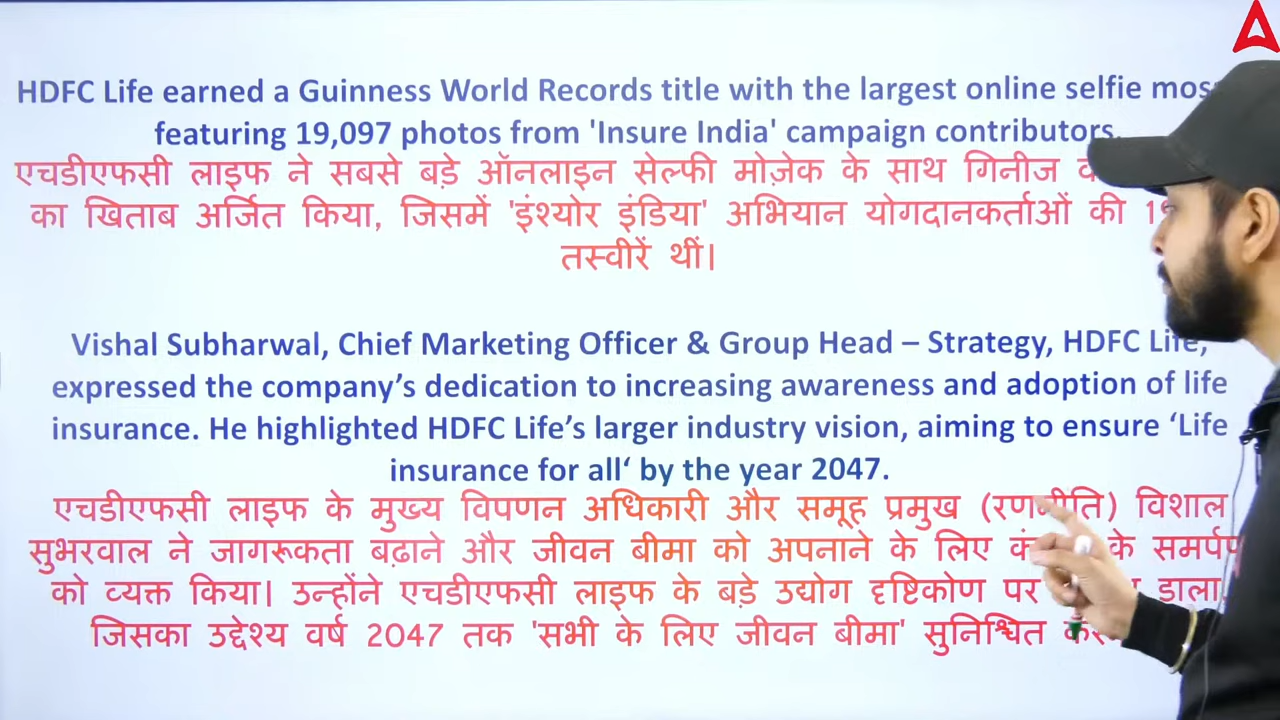 HDFC Life earned a Guinness World Records title with the largest online selfie
featuring 19,097 photos from 'Insure India' campaign contributors.
एचडीएफसी लाइफ ने सबसे बड़े ऑनलाइन सेल्फी मोज़ेक के साथ गिनीज
का खिताब अर्जित किया, जिसमें 'इंश्योर इंडिया' अभियान योगदानकर्ताओं की
तस्वीरें थीं।
Vishal Subharwal, Chief Marketing Officer & Group Head – Strategy, HDFC Life,
expressed the company’s dedication to increasing awareness and adoption of life
insurance. He highlighted HDFC Life’s larger industry vision, aiming to ensure ‘Life
insurance for all‘ by the year 2047.
एचडीएफसी लाइफ के मुख्य विपणन अधिकारी और समूह प्रमुख (रणनीति) विशाल
सुभरवाल ने जागरूकता बढ़ाने और जीवन बीमा को अपनाने के लिए के समर्पण
को व्यक्त किया। उन्होंने एचडीएफसी लाइफ के बड़े उद्योग दृष्टिकोण पर डाला,
जिसका उद्देश्य वर्ष 2047 तक 'सभी के लिए जीवन बीमा' सुनिश्चित